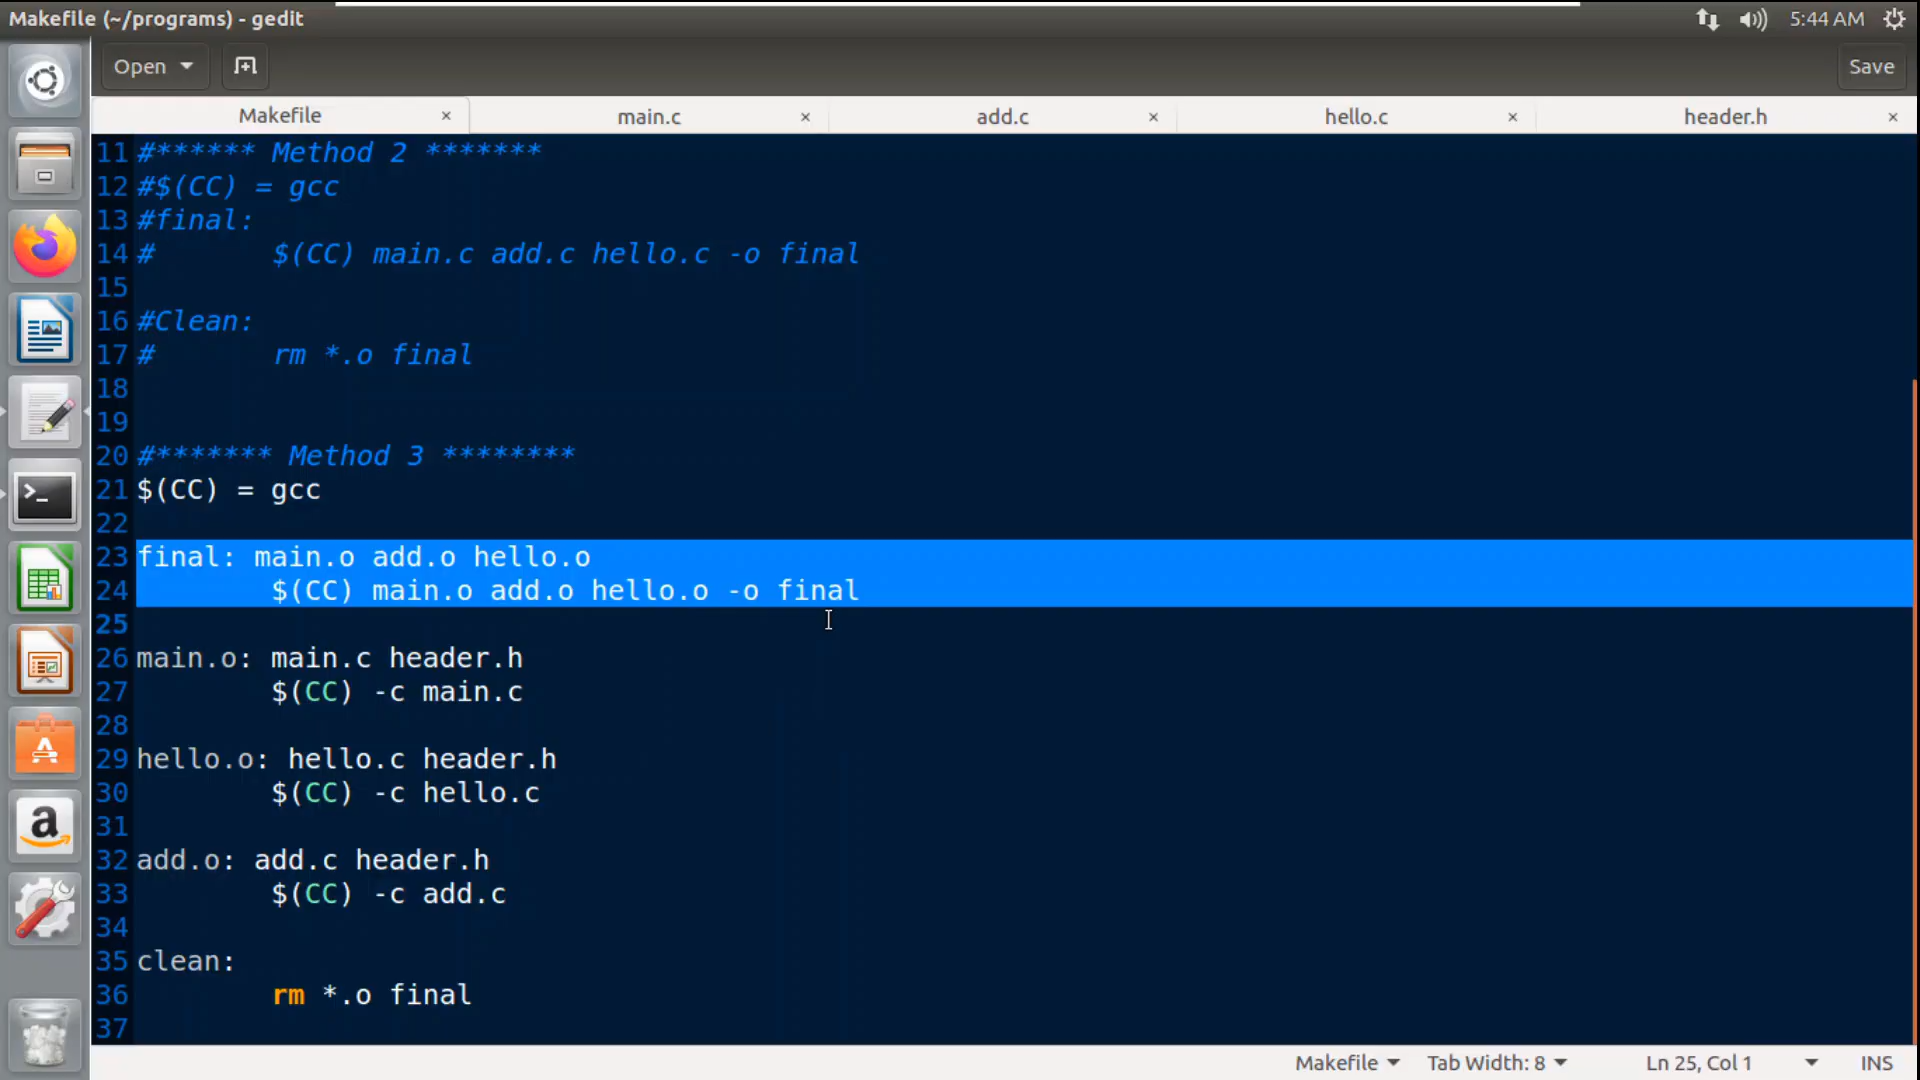 Makefile (~/programs) - gedit
5:44 AM
Open
Save
Makefile × main.c × add.c × hello.c × header.h ×
11 #****** Method 2 *******
12 #$(CC) = gcc
13 #final:
14 # $(CC) main.c add.c hello.c -o final
15
16 #Clean:
17 # rm *.o final
18
19
20 #******* Method 3 ********
21 $(CC) = gcc
22
23 final: main.o add.o hello.o
24 $(CC) main.o add.o hello.o -o final
25
26 main.o: main.c header.h
27 $(CC) -c main.c
28
29 hello.o: hello.c header.h
30 $(CC) -c hello.c
31
32 add.o: add.c header.h
33 $(CC) -c add.c
34
35 clean:
36 rm *.o final
37
Makefile Tab Width: 8 Ln 25, Col 1 INS